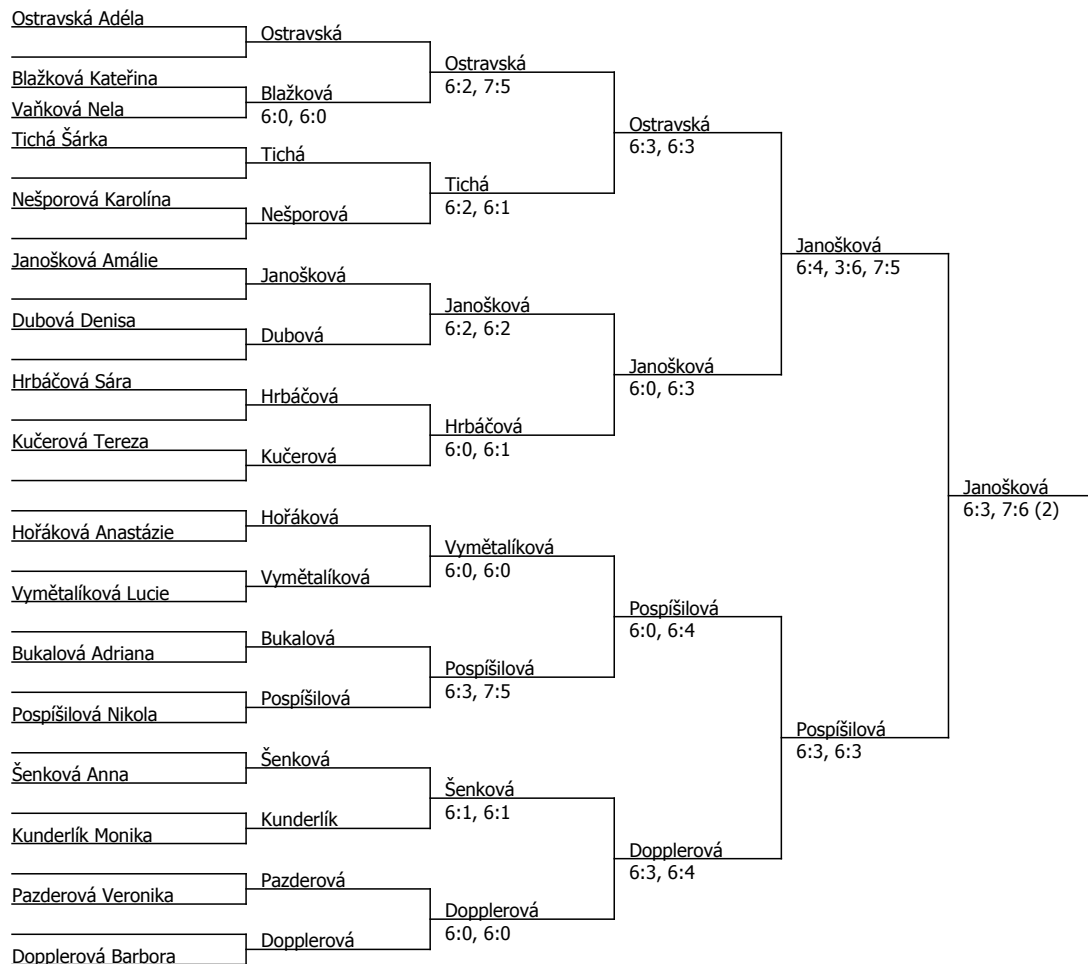 Ostravská Adéla
Blažková Kateřina
Vaňková Nela
Tichá Šárka
Nešporová Karolína
Janošková Amálie
Dubová Denisa
Hrbáčová Sára
Kučerová Tereza
Hořáková Anastázie
Vymětalíková Lucie
Bukalová Adriana
Pospíšilová Nikola
Šenková Anna
Kunderlík Monika
Pazderová Veronika
Dopplerová Barbora
Ostravská
Blažková
6:0, 6:0
Tichá
Nešporová
Janošková
Dubová
Hrbáčová
Kučerová
Hořáková
Vymětalíková
Bukalová
Pospíšilová
Šenková
Kunderlík
Pazderová
Dopplerová
Ostravská
6:2, 7:5
Tichá
6:2, 6:1
Janošková
6:2, 6:2
Hrbáčová
6:0, 6:1
Vymětalíková
6:0, 6:0
Pospíšilová
6:3, 7:5
Šenková
6:1, 6:1
Dopplerová
6:0, 6:0
Ostravská
6:3, 6:3
Janošková
6:0, 6:3
Pospíšilová
6:0, 6:4
Dopplerová
6:3, 6:4
Janošková
6:4, 3:6, 7:5
Pospíšilová
6:3, 6:3
Janošková
6:3, 7:6 (2)